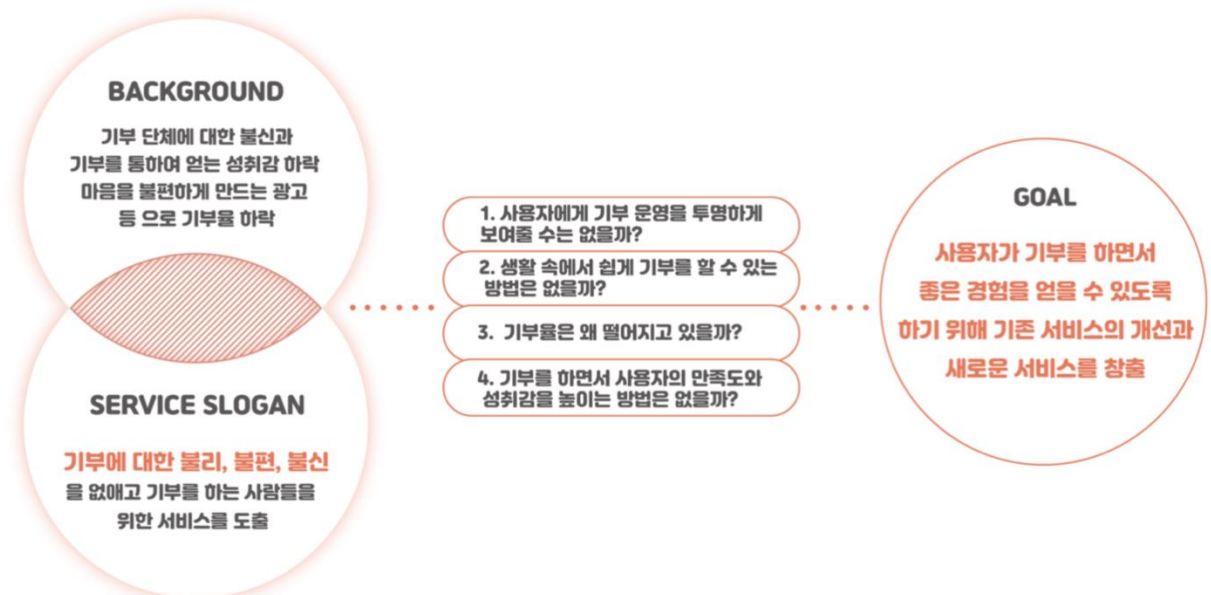 BACKGROUND
기부 단체에 대한 불신과
기부를 통하여 얻는 성취감 하락
마음을 불편하게 만드는 광고
등 으로 기부율 하락
SERVICE SLOGAN
기부에 대한 불리, 불편, 불신
을 없애고 기부를 하는 사람들을
위한 서비스를 도출
1. 사용자에게 기부 운영을 투명하게
보여줄 수는 없을까?
2. 생활 속에서 쉽게 기부를 할 수 있는
방법은 없을까?
3. 기부율은 왜 떨어지고 있을까?
4. 기부를 하면서 사용자의 만족도와
성취감을 높이는 방법은 없을까?
GOAL
사용자가 기부를 하면서
좋은 경험을 얻을 수 있도록
하기 위해 기존 서비스의 개선과
새로운 서비스를 창출